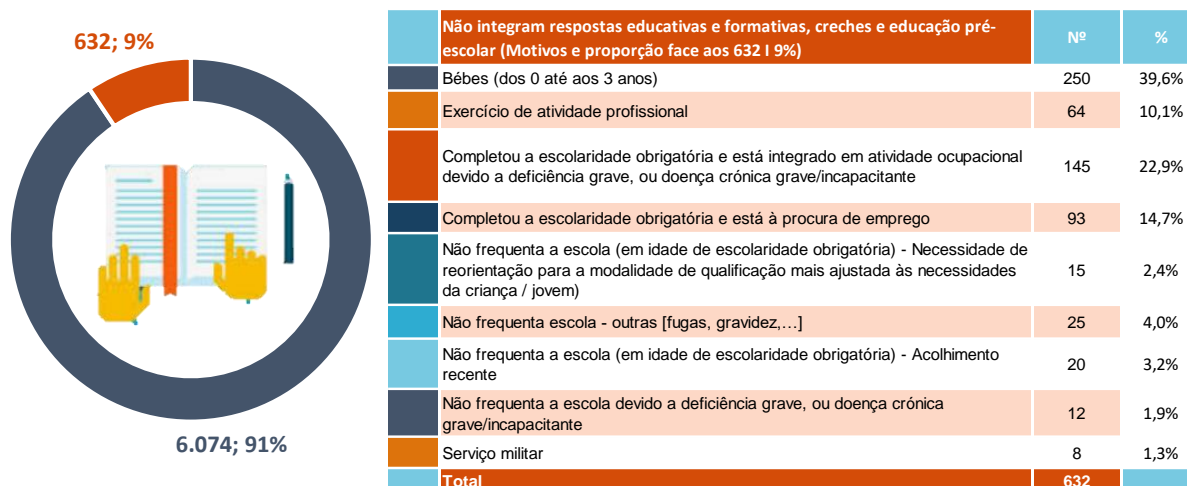 632; 9%
6.074; 91%
Não integram respostas educativas e formativas, creches e educação pré-
escolar (Motivos e proporção face aos 632 I 9%)
Nº
%
Bébes (dos 0 até aos 3 anos)
250
39,6%
Exercício de atividade profissional
64
10,1%
Completou a escolaridade obrigatória e está integrado em atividade ocupacional
devido a deficiência grave, ou doença crónica grave/incapacitante
145
22,9%
Completou a escolaridade obrigatória e está à procura de emprego
93
14,7%
Não frequenta a escola (em idade de escolaridade obrigatória) - Necessidade de
reorientação para a modalidade de qualificação mais ajustada às necessidades
da criança / jovem)
15
2,4%
Não frequenta escola - outras [fugas, gravidez,…]
25
4,0%
Não frequenta a escola (em idade de escolaridade obrigatória) - Acolhimento
recente
20
3,2%
Não frequenta a escola devido a deficiência grave, ou doença crónica
grave/incapacitante
12
1,9%
Serviço militar
8
1,3%
Total
632